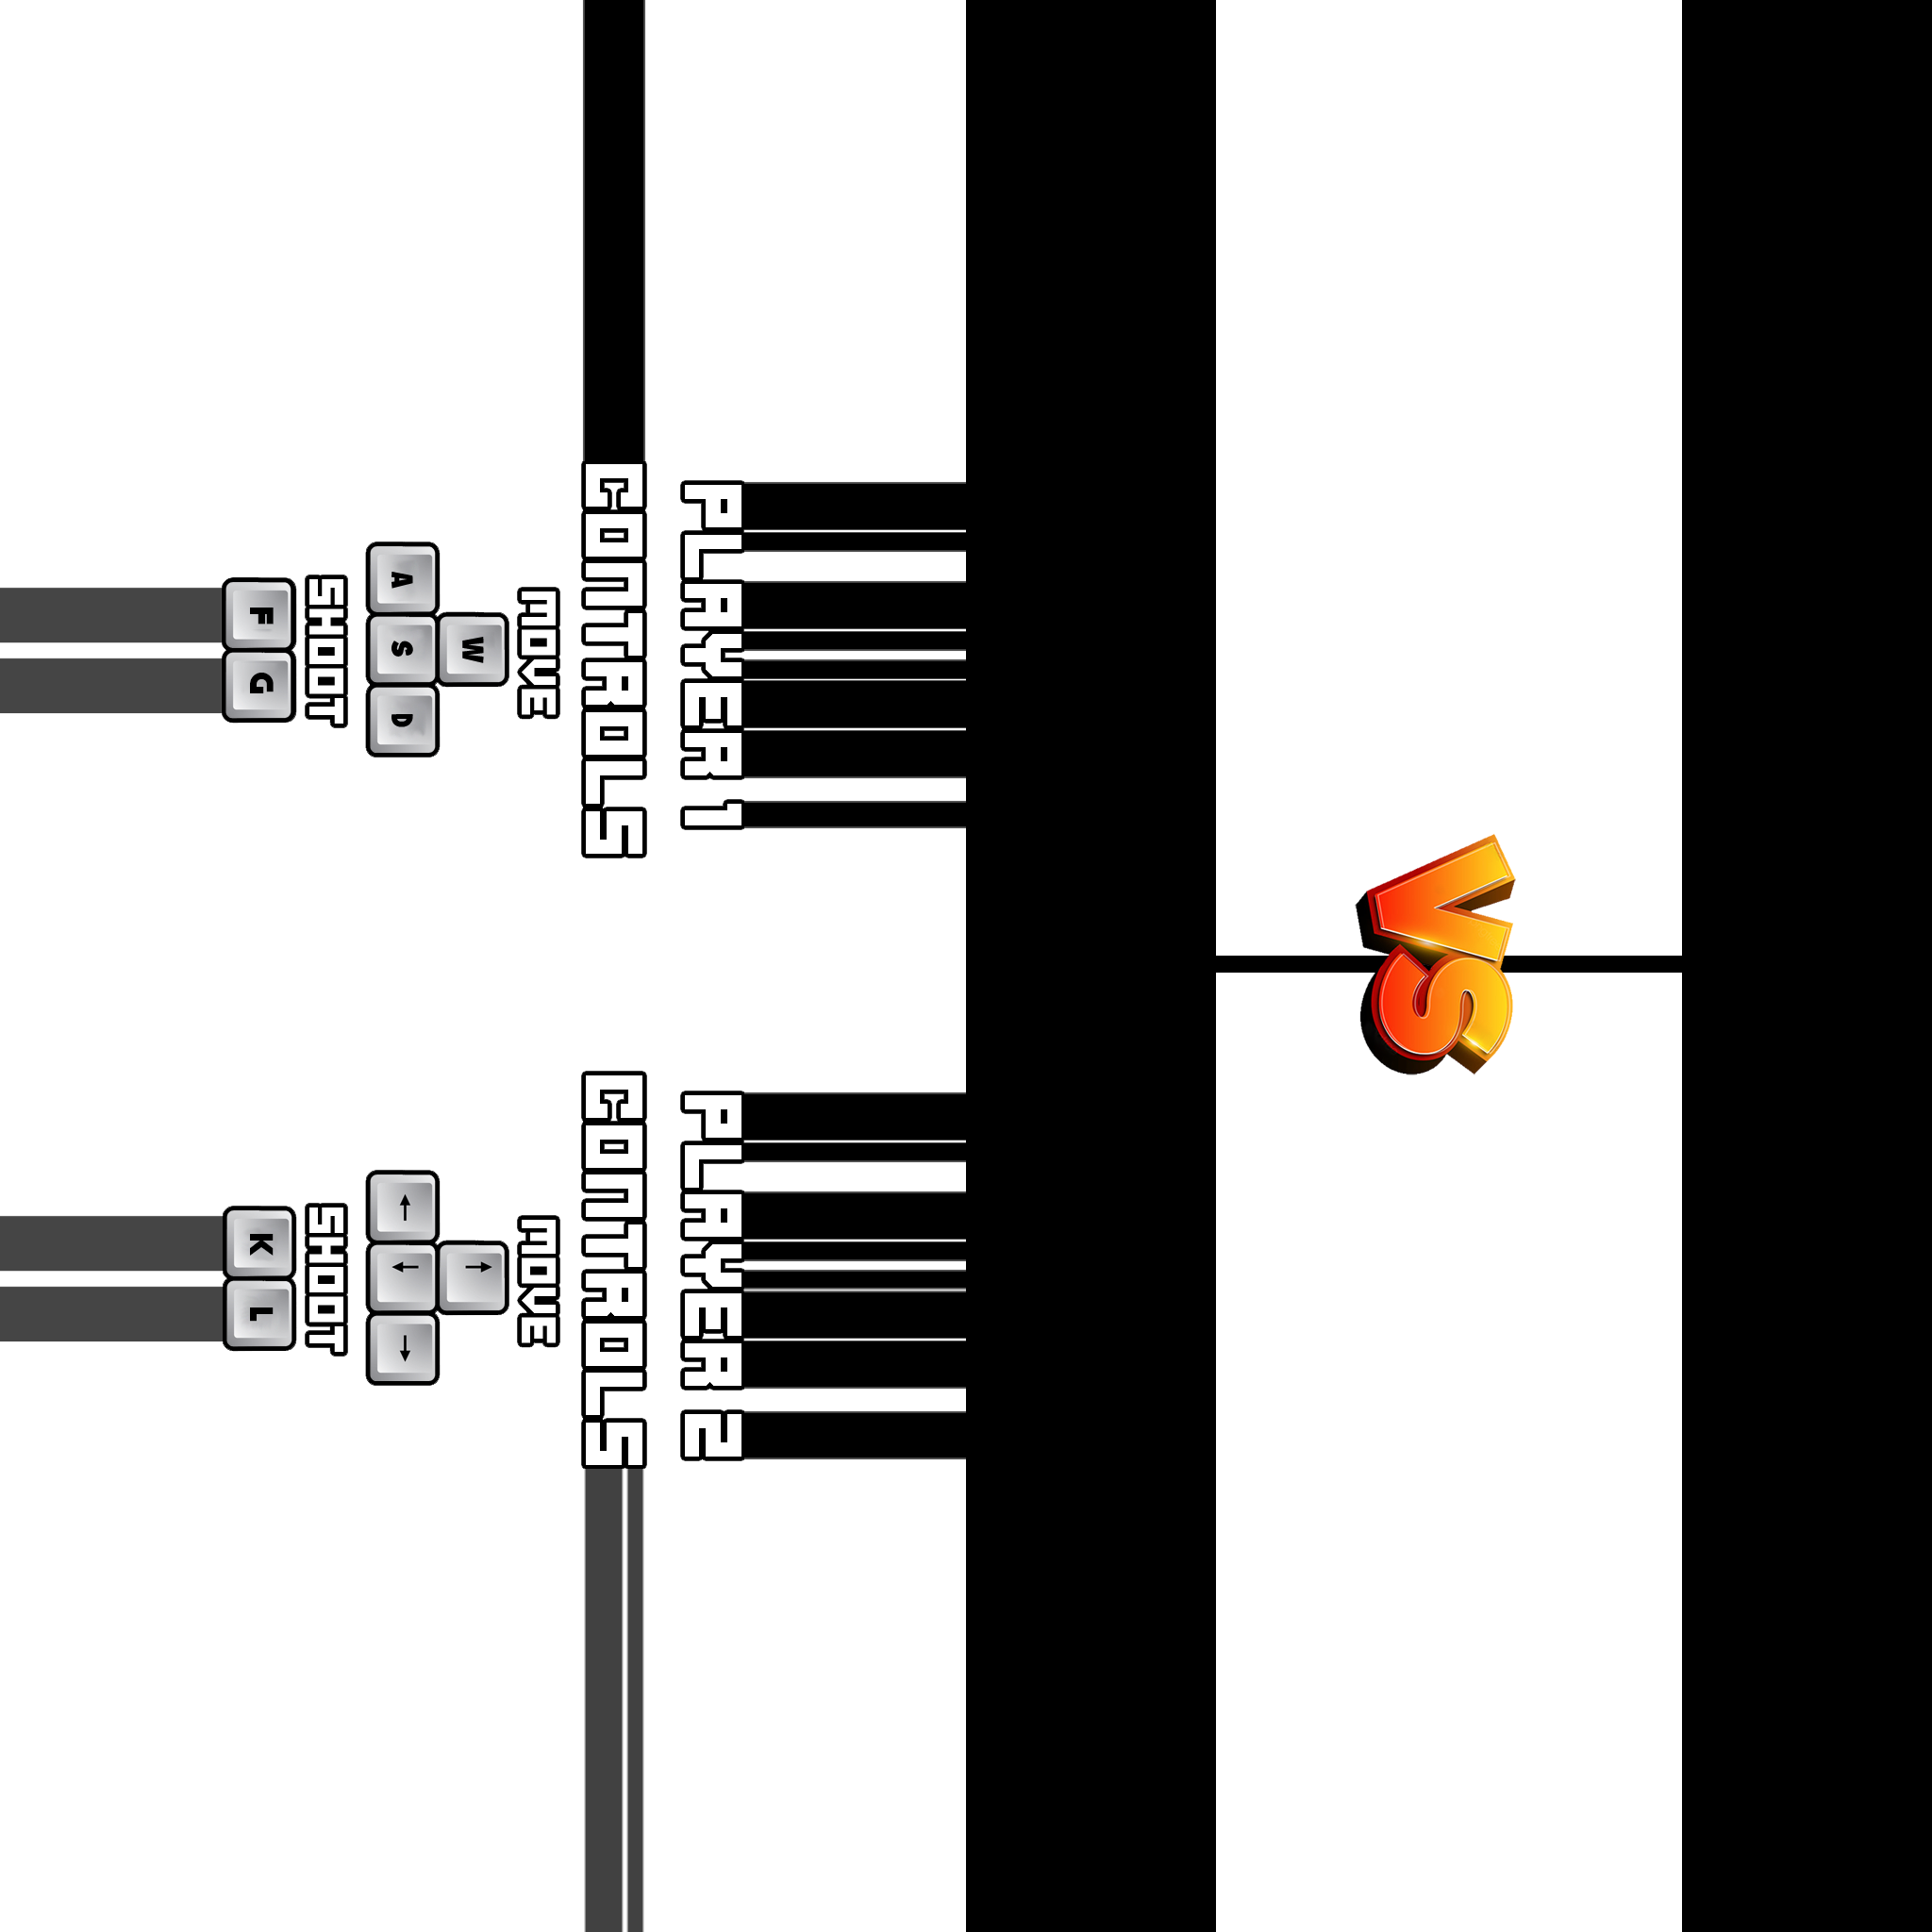 VS
PLAYER 1
CONTROLS
MOVE
W
A S D
SHOOT
F G
PLAYER 2
CONTROLS
MOVE
↑
← ↓ →
SHOOT
K L